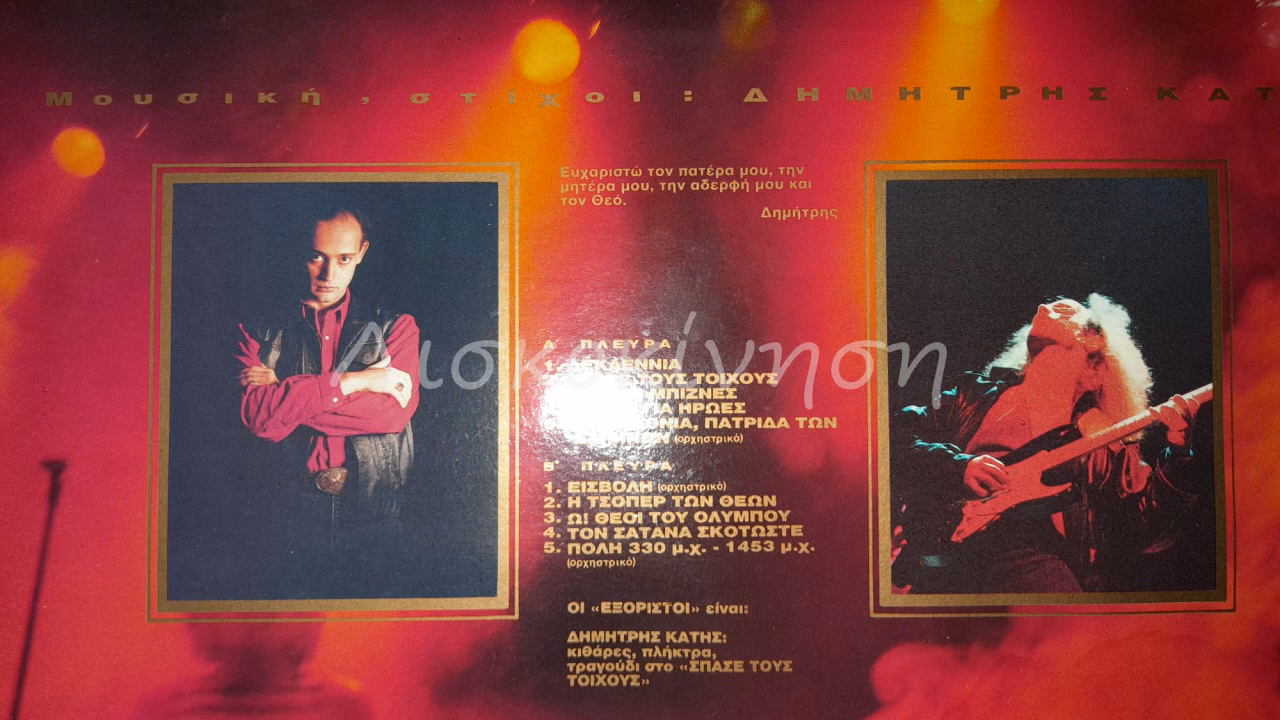 Μουσική, στίχοι: ΔΗΜΗΤΡΗΣ ΚΑΤ
Ευχαριστώ τον πατέρα μου, την
μητέρα μου, την αδερφή μου και
τον Θεό.
Δημήτρης
Α' ΠΛΕΥΡΑ
1.
ΤΟΥΣ ΤΟΙΧΟΥΣ
ΜΠΙΖΝΕΣ
ΗΡΩΕΣ
ΠΑΤΡΙΔΑ ΤΩΝ
(ορχηστρικό)
Β' ΠΛΕΥΡΑ
1. ΕΙΣΒΟΛΗ (ορχηστρικό)
2. Η ΤΣΟΠΕΡ ΤΩΝ ΘΕΩΝ
3. Ω! ΘΕΟΙ ΤΟΥ ΟΛΥΜΠΟΥ
4. ΤΟΝ ΣΑΤΑΝΑ ΣΚΟΤΩΣΤΕ
5. ΠΟΛΗ 330 μ.χ. - 1453 μ.χ.
(ορχηστρικό)
ΟΙ «ΕΞΟΡΙΣΤΟΙ» είναι:
ΔΗΜΗΤΡΗΣ ΚΑΤΗΣ:
κιθάρες, πλήκτρα,
τραγούδι στο «ΣΠΑΣΕ ΤΟΥΣ
ΤΟΙΧΟΥΣ»
Δισκοκίνηση